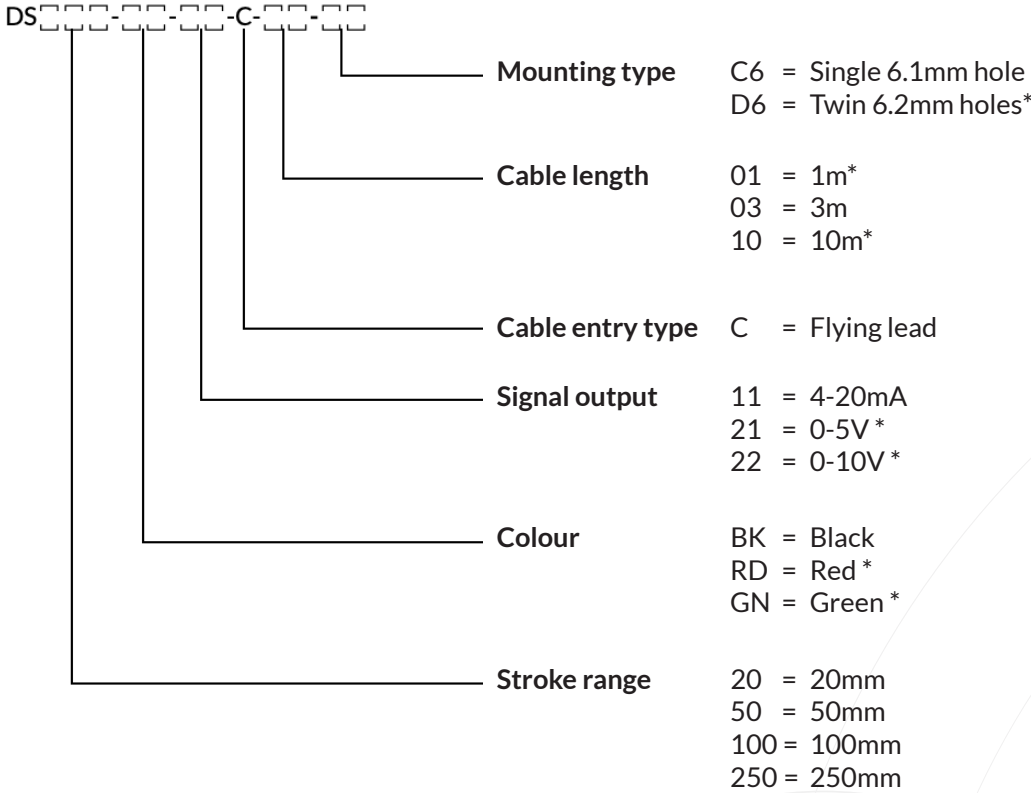 DS - - -C- -
Mounting type C6 = Single 6.1mm hole
D6 = Twin 6.2mm holes*
Cable length 01 = 1m*
03 = 3m
10 = 10m*
Cable entry type C = Flying lead
Signal output 11 = 4-20mA
21 = 0-5V *
22 = 0-10V *
Colour BK = Black
RD = Red *
GN = Green *
Stroke range 20 = 20mm
50 = 50mm
100 = 100mm
250 = 250mm